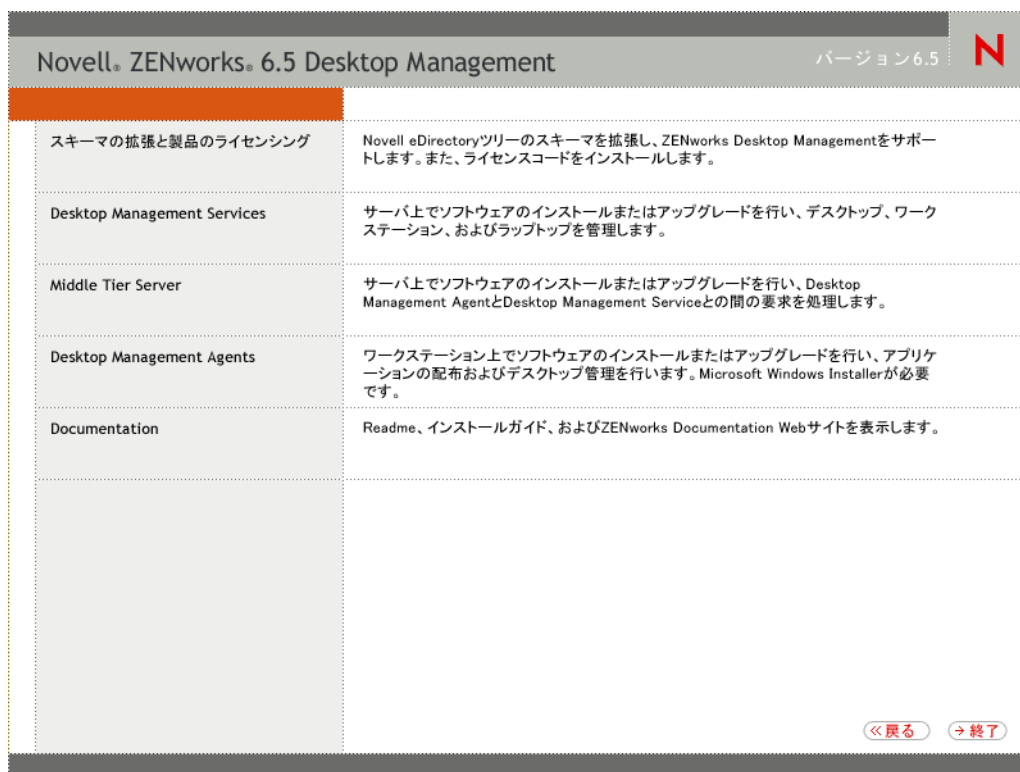 Novell® ZENworks® 6.5 Desktop Management
バージョン6.5
N
スキーマの拡張と製品のライセンシング
Novell eDirectoryツリーのスキーマを拡張し、ZENworks Desktop Managementをサポー
トします。また、ライセンスコードをインストールします。
Desktop Management Services
サーバ上でソフトウェアのインストールまたはアップグレードを行い、デスクトップ、ワーク
ステーション、およびラップトップを管理します。
Middle Tier Server
サーバ上でソフトウェアのインストールまたはアップグレードを行い、Desktop
Management AgentとDesktop Management Serviceとの間の要求を処理します。
Desktop Management Agents
ワークステーション上でソフトウェアのインストールまたはアップグレードを行い、アプリケ
ーションの配布およびデスクトップ管理を行います。Microsoft Windows Installerが必要
です。
Documentation
Readme、インストールガイド、およびZENworks Documentation Webサイトを表示します。
≪戻る
→終了